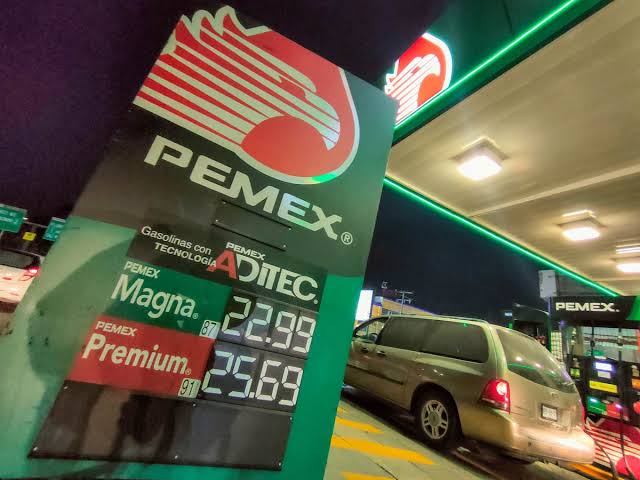 PEMEX®
Gasolinas con
TECNOLOGÍA
PEMEX
ADITEC.
PEMEX
Magna®
87
22.99
PEMEX
Premium®
91
25.69
PEMEX.